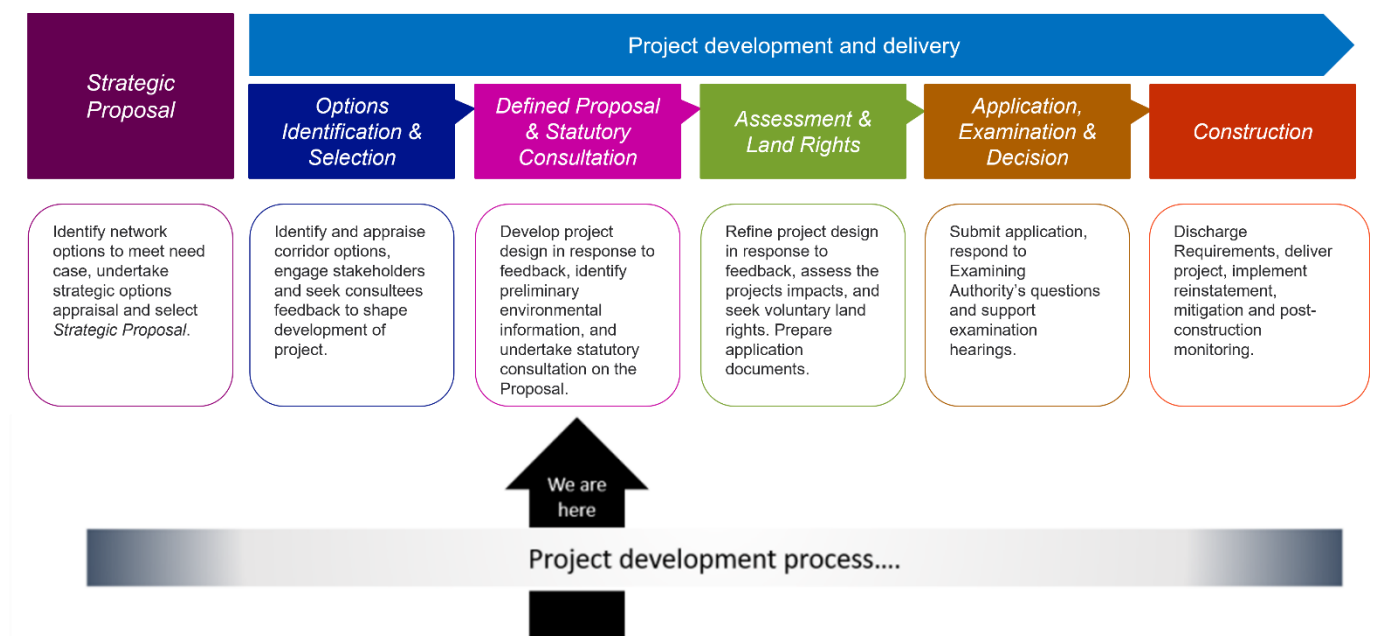 Project development and delivery
Strategic
Proposal
Options
Identification &
Selection
Defined Proposal
& Statutory
Consultation
Assessment &
Land Rights
Application,
Examination &
Decision
Construction
Identify network
options to meet need
case, undertake
strategic options
appraisal and select
Strategic Proposal.
Identify and appraise
corridor options,
engage stakeholders
and seek consultees
feedback to shape
development of
project.
Develop project
design in response to
feedback, identify
preliminary
environmental
information, and
undertake statutory
consultation on the
Proposal.
Refine project design
in response to
feedback, assess the
projects impacts, and
seek voluntary land
rights. Prepare
application
documents.
Submit application,
respond to
Examining
Authority’s questions
and support
examination
hearings.
Discharge
Requirements, deliver
project, implement
reinstatement,
mitigation and post-
construction
monitoring.
We are
here
Project development process....